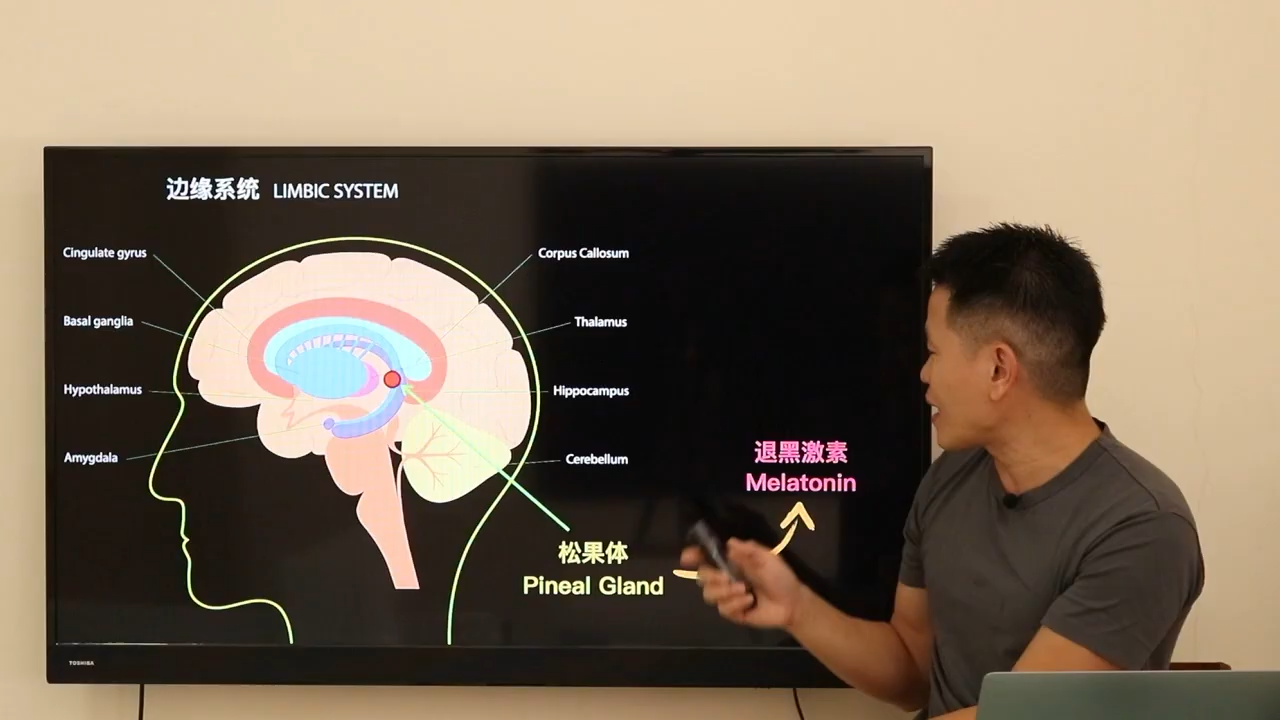 边缘系统 LIMBIC SYSTEM
Cingulate gyrus
Corpus Callosum
Basal ganglia
Thalamus
Hypothalamus
Hippocampus
Amygdala
Cerebellum
退黑激素
Melatonin
松果体
Pineal Gland
TOSHIBA